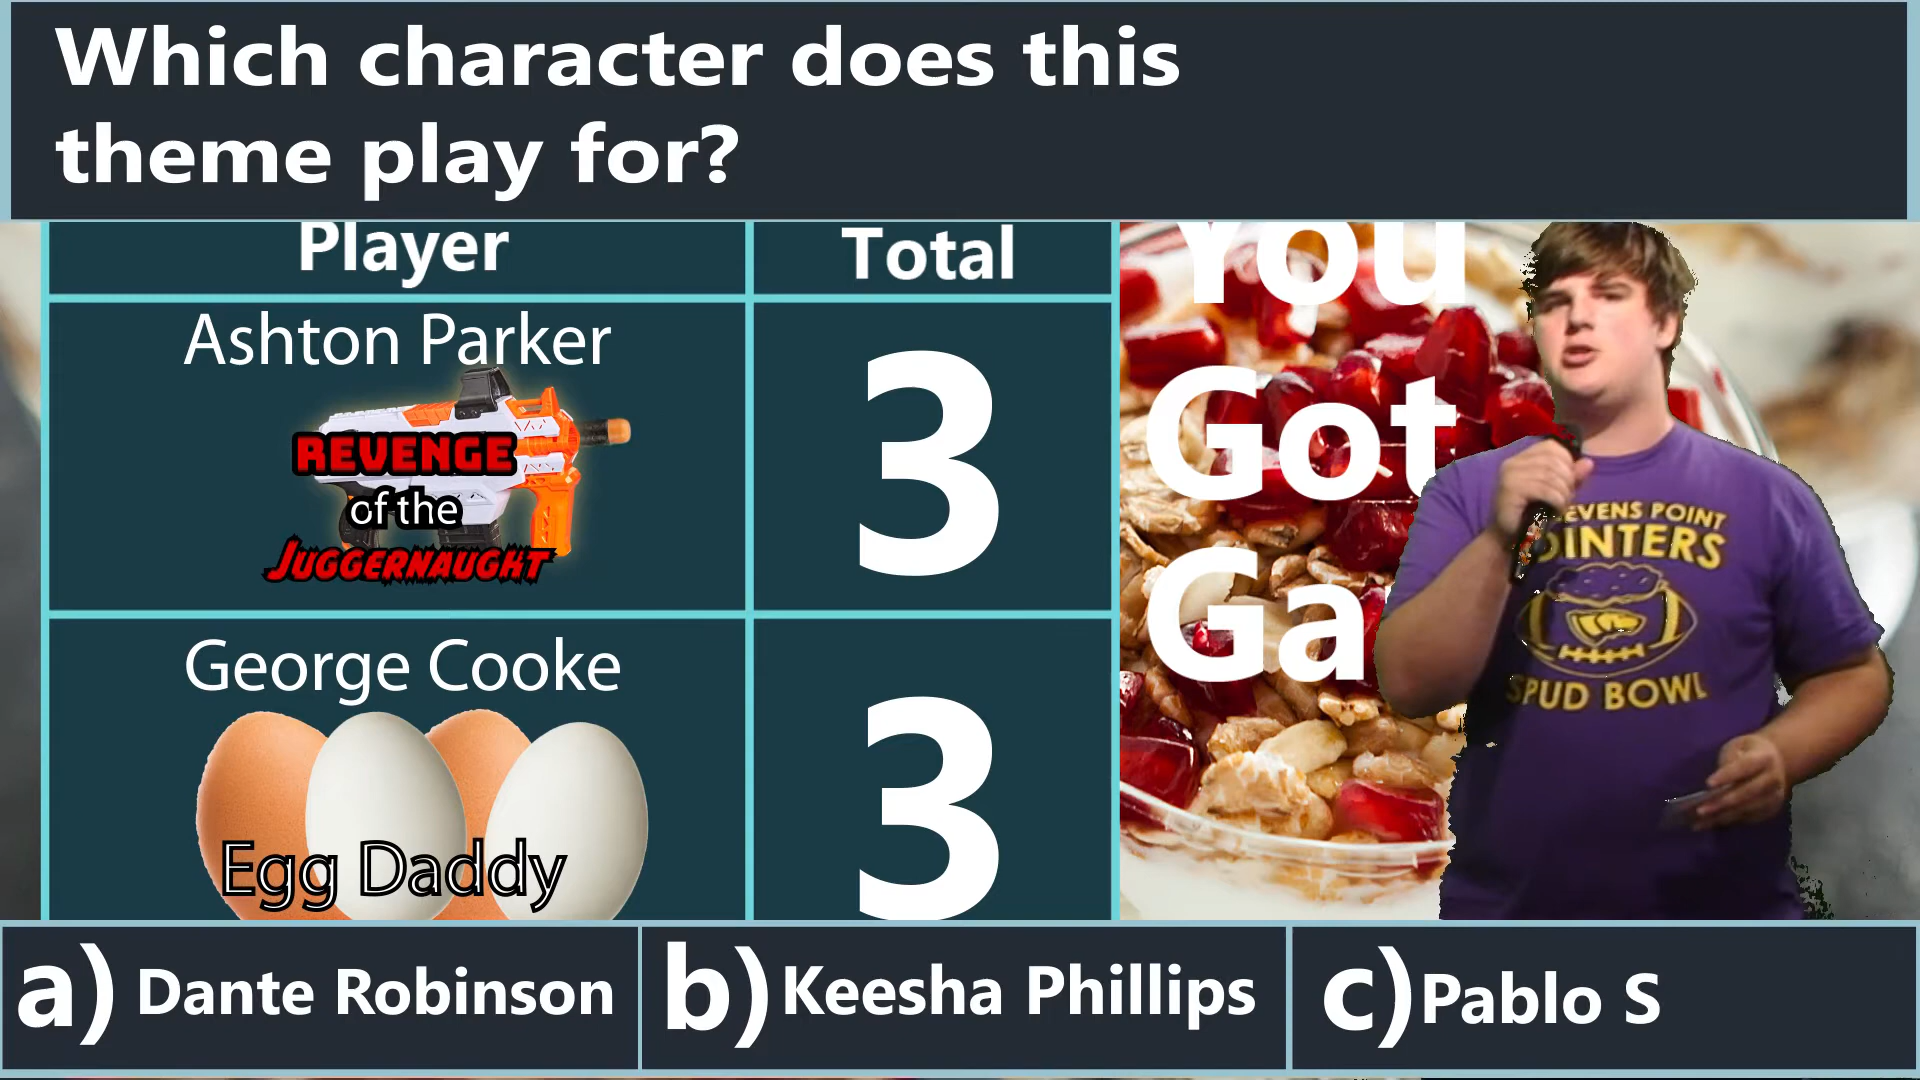 Which character does this
theme play for?
Player
Total
Ashton Parker
REVENGE
of the
JUGGERNAUGHT
3
George Cooke
Egg Daddy
3
You
Got
Ga
EVENS POINT
OINTERS
SPUD BOWL
a) Dante Robinson
b) Keesha Phillips
c) Pablo S